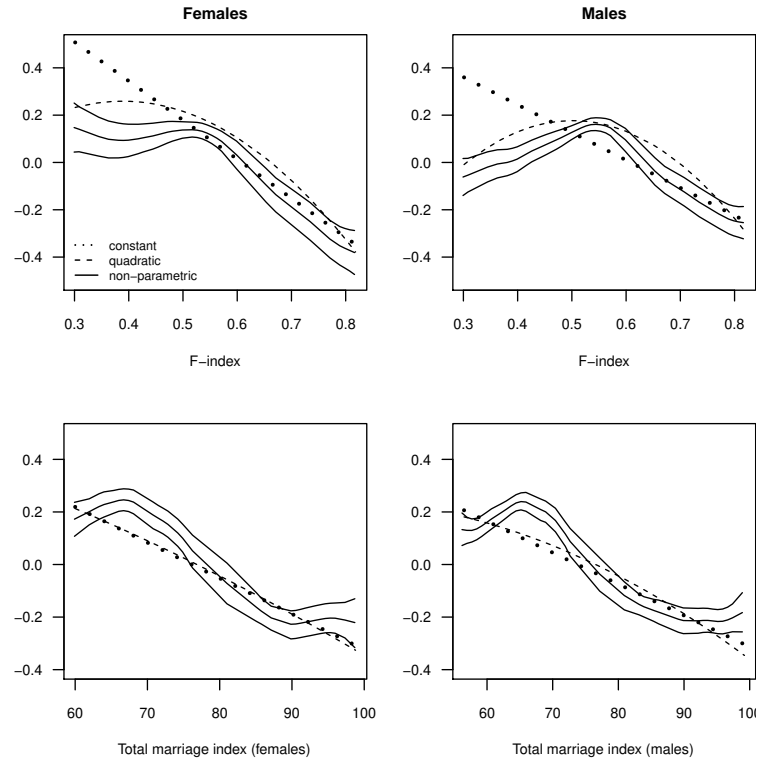 Females
Males
0.4
0.2
0.0
−0.2
−0.4
constant
quadratic
non−parametric
0.3 0.4 0.5 0.6 0.7 0.8
F−index
0.4
0.2
0.0
−0.2
−0.4
0.3 0.4 0.5 0.6 0.7 0.8
F−index
0.4
0.2
0.0
−0.2
−0.4
60 70 80 90 100
Total marriage index (females)
0.4
0.2
0.0
−0.2
−0.4
60 70 80 90 100
Total marriage index (males)